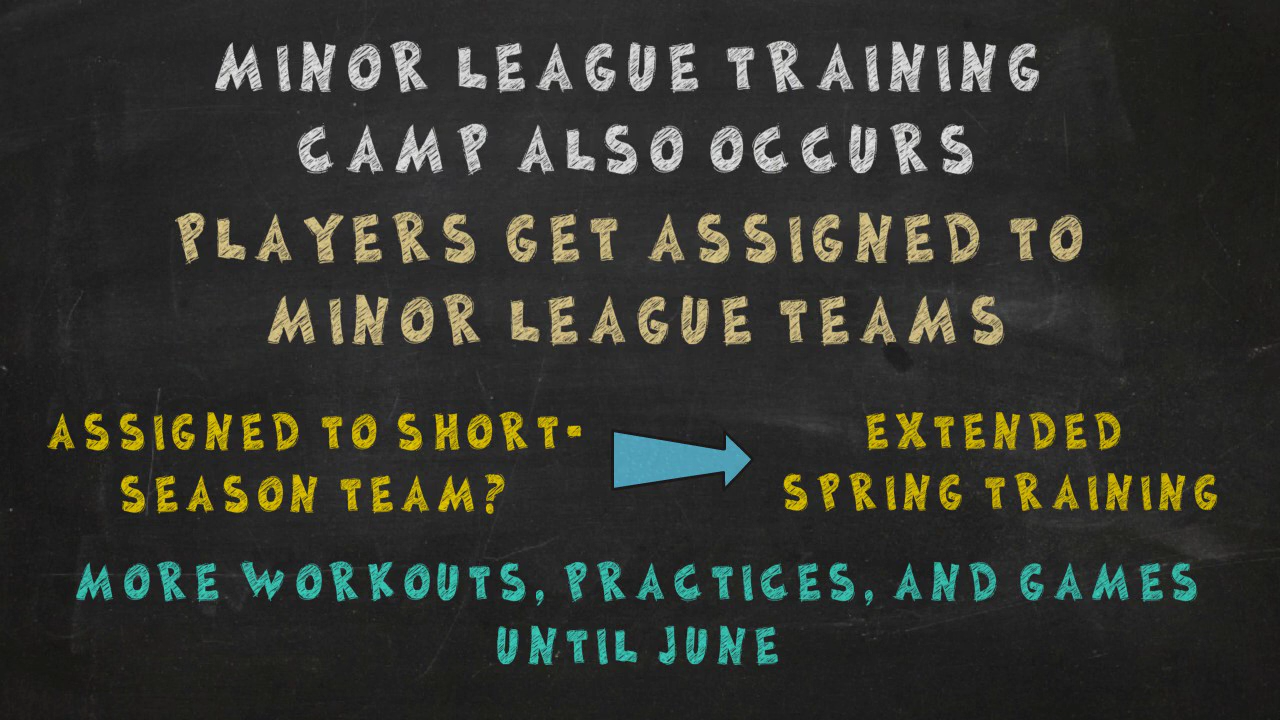 MINOR LEAGUE TRAINING
CAMP ALSO OCCURS
PLAYERS GET ASSIGNED TO
MINOR LEAGUE TEAMS
ASSIGNED TO SHORT-
SEASON TEAM?
EXTENDED
SPRING TRAINING
MORE WORKOUTS, PRACTICES, AND GAMES
UNTIL JUNE